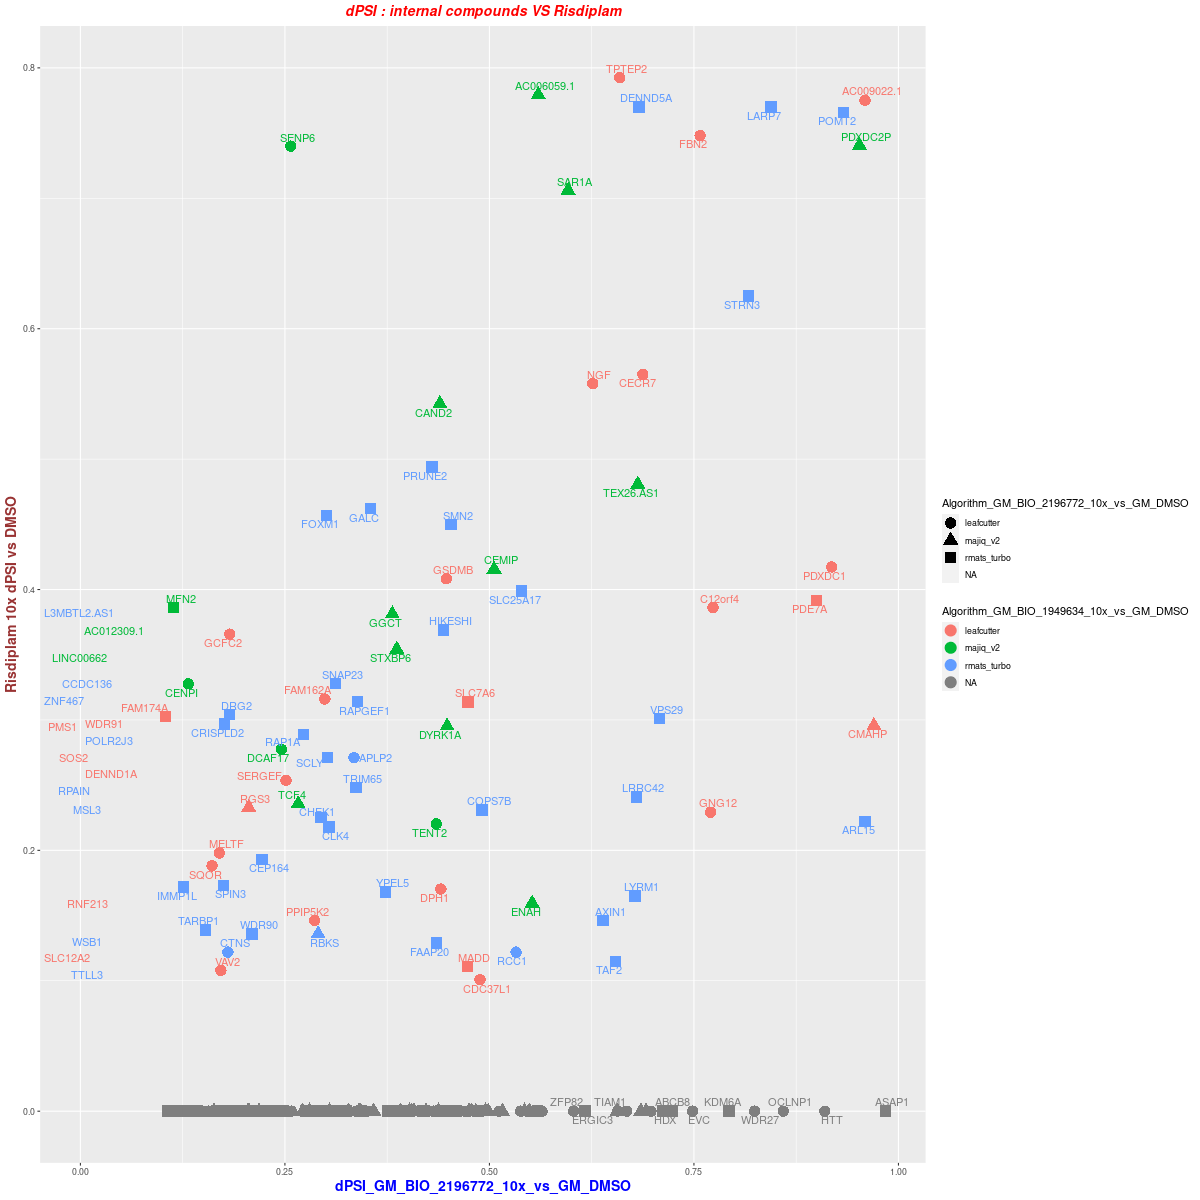 dPSI : internal compounds VS Risdiplam
Risdiplam 10x dPSI vs DMSO
0.8
0.6
0.4
0.2
0.0
TPTEP2
AC006059.1
DENND5A
AC009022.1
LARP7
POMT2
SENP6
FBN2
PDXDC2P
SAR1A
STRN3
NGF
CECR7
CAND2
PRUNE2
TEX26.AS1
FOXM1
GALC
SMN2
CEMIP
GSDMB
PDXDC1
MFN2
SLC25A17
C12orf4
PDE7A
L3MBTL2.AS1
AC012309.1
GCFC2
GGCT
HIKESHI
LINC00662
STXBP6
CCDC136
CENPI
SNAP23
FAM162A
SLC7A6
ZNF467
FAM174A
DRG2
RAPGEF1
VPS29
PMS1
WDR91
CRISPLD2
DYRK1A
CMAHP
POLR2J3
RAP1A
SOS2
DCAF17
SCLY
APLP2
DENND1A
SERGEF
TRIM65
RPAIN
TCF4
LRRC42
MSL3
RGS3
CHEK1
COPS7B
GNG12
CLK4
TENT2
ARL15
MELTF
SQOR
CEP164
IMMP1L
SPIN3
YPEL5
LYRM1
RNF213
DPH1
PPIP5K2
ENAH
AXIN1
TARBP1
WDR90
WSB1
CTNS
RBKS
FAAP20
RCC1
SLC12A2
VAV2
MADD
TAF2
TTLL3
CDC37L1
ZFP82
TIAM1
ABCB8
KDM6A
OCLNP1
ASAP1
ERGIC3
HDX
EVC
WDR27
HTT
0.00
0.25
0.50
0.75
1.00
dPSI_GM_BIO_2196772_10x_vs_GM_DMSO
Algorithm_GM_BIO_2196772_10x_vs_GM_DMSO
leafcutter
majiq_v2
rmats_turbo
NA
Algorithm_GM_BIO_1949634_10x_vs_GM_DMSO
leafcutter
majiq_v2
rmats_turbo
NA